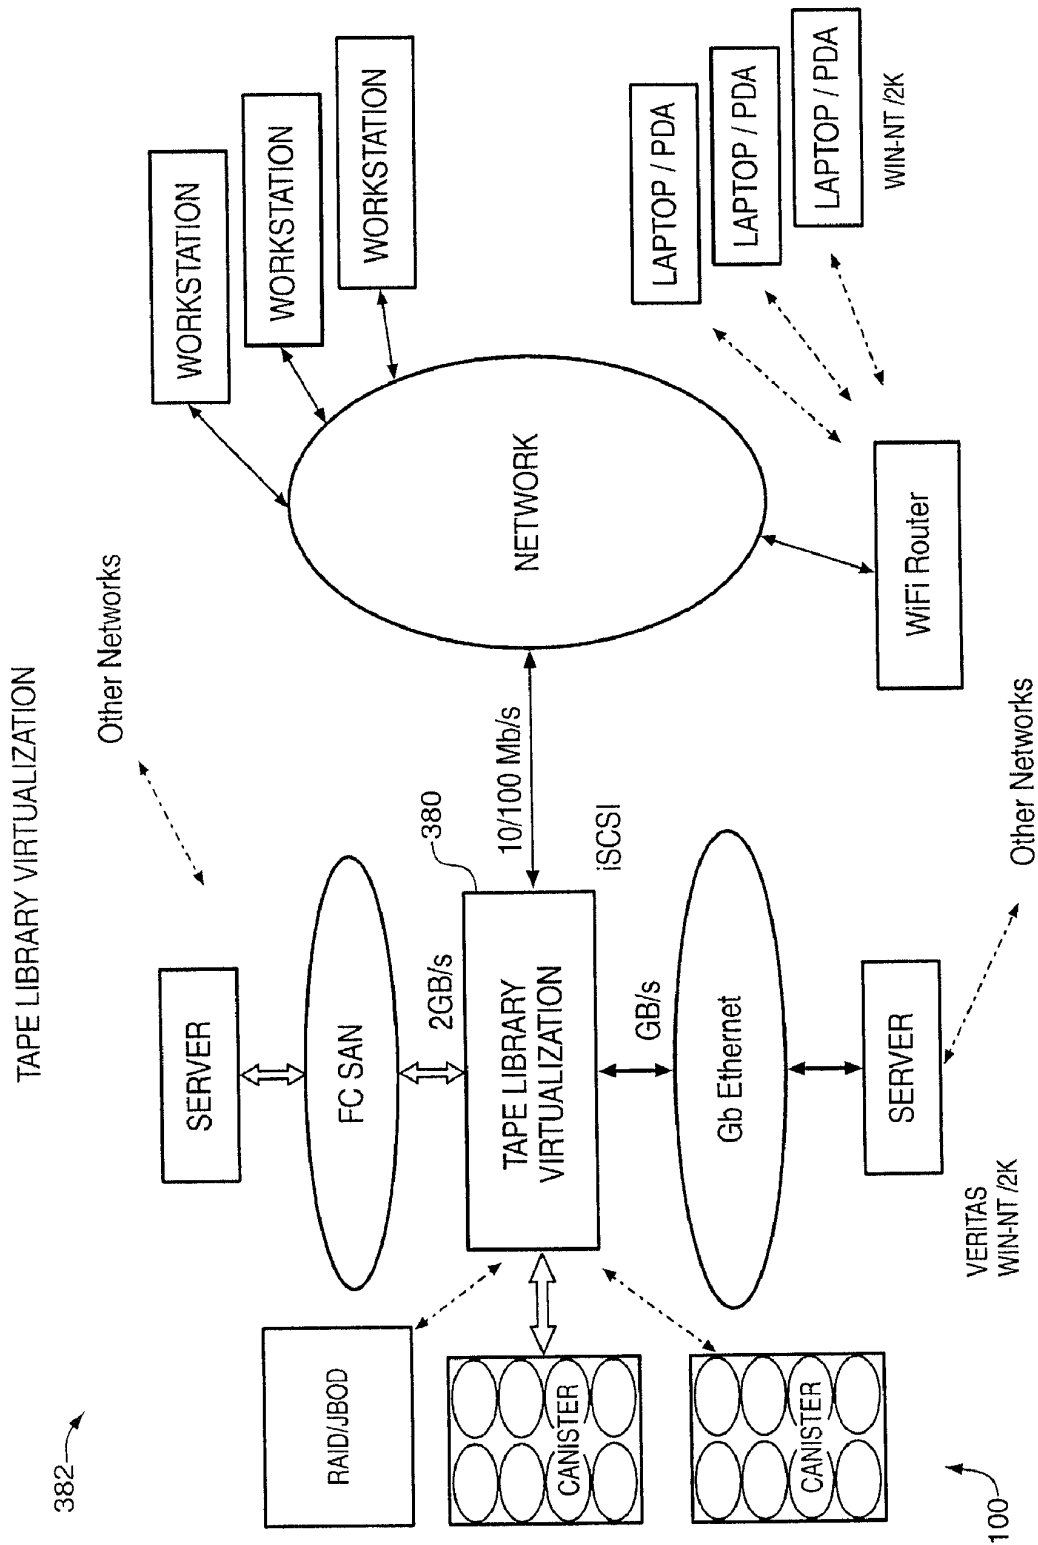 TAPE LIBRARY VIRTUALIZATION
382
Other Networks
SERVER
WORKSTATION
WORKSTATION
WORKSTATION
FC SAN
RAID/JBOD
2GB/s
380
10/100 Mb/s
TAPE LIBRARY
VIRTUALIZATION
NETWORK
CANISTER
iSCSI
GB/s
LAPTOP / PDA
LAPTOP / PDA
LAPTOP / PDA
WIN-NT /2K
Gb Ethernet
CANISTER
SERVER
WiFi Router
VERITAS
WIN-NT /2K
100
Other Networks